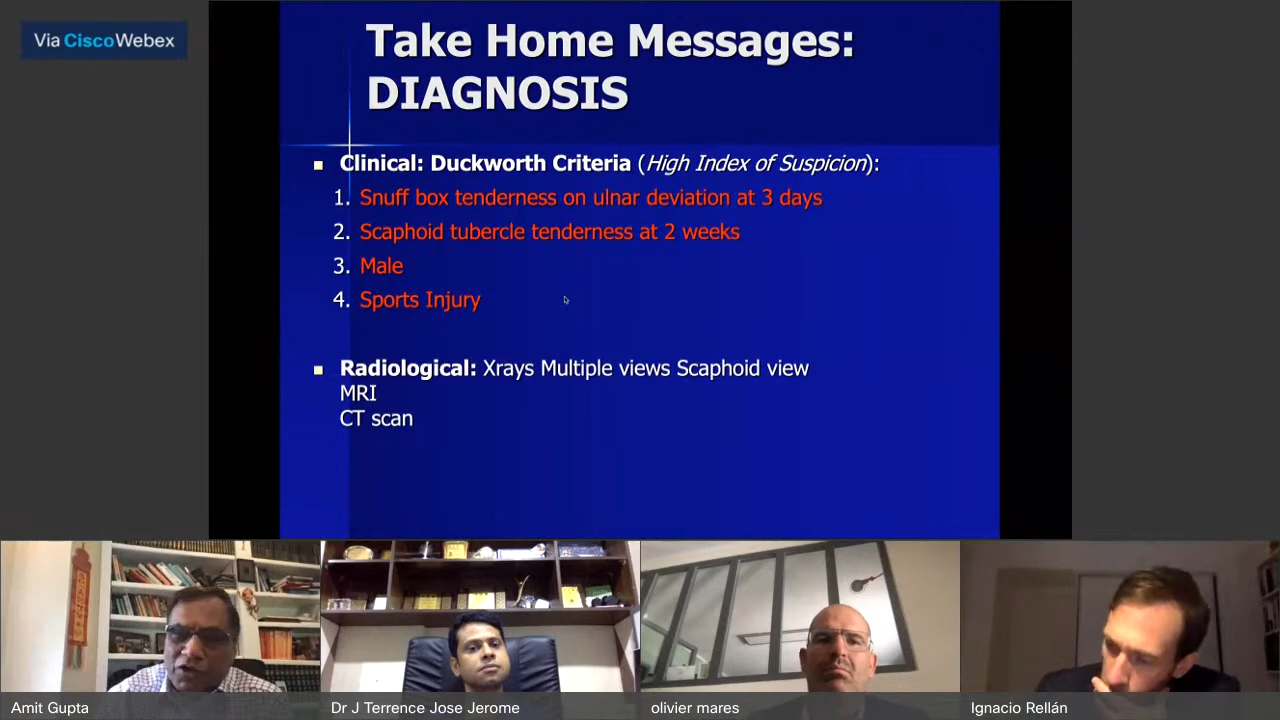 Via CiscoWebex
Take Home Messages:
DIAGNOSIS
Clinical: Duckworth Criteria (High Index of Suspicion):
1. Snuff box tenderness on ulnar deviation at 3 days
2. Scaphoid tubercle tenderness at 2 weeks
3. Male
4. Sports Injury
Radiological: Xrays Multiple views Scaphoid view
MRI
CT scan
Amit Gupta
Dr J Terrence Jose Jerome
olivier mares
Ignacio Rellán